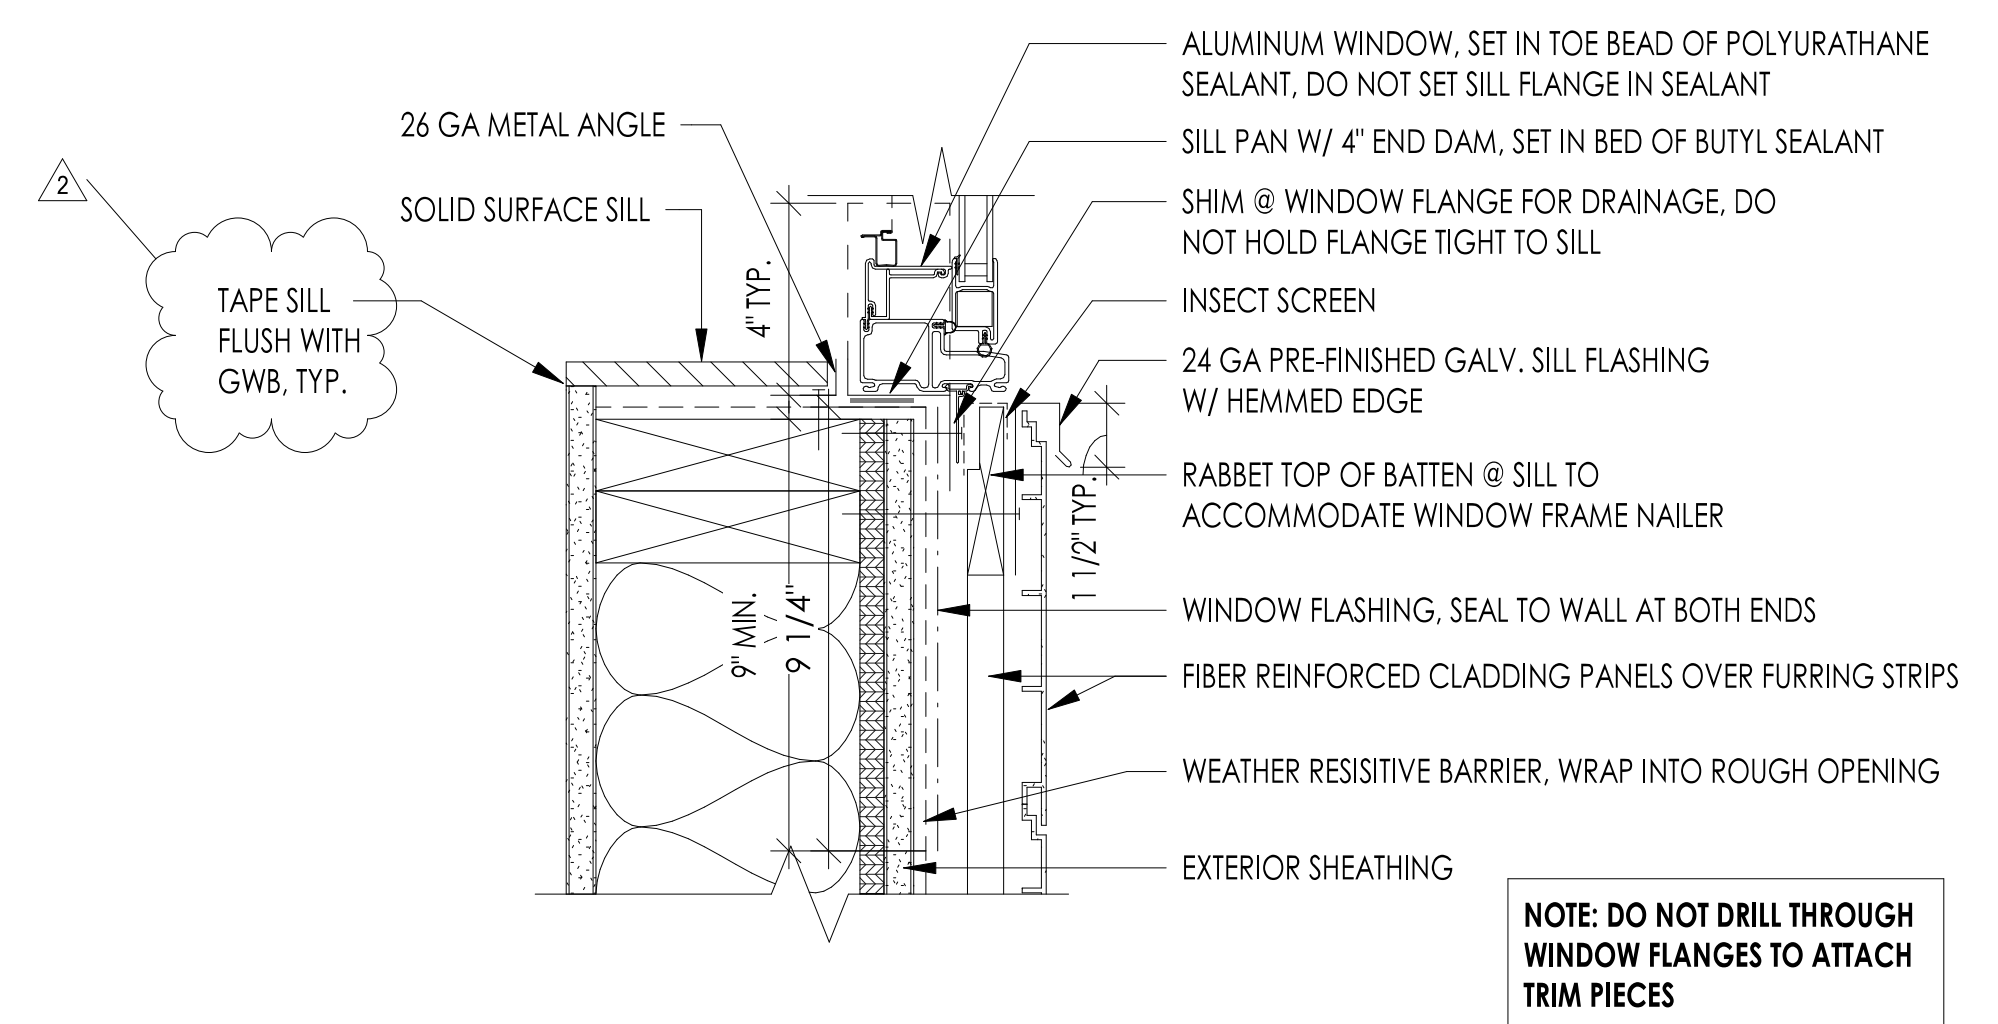 ALUMINUM WINDOW, SET IN TOE BEAD OF POLYURATHANE
SEALANT, DO NOT SET SILL FLANGE IN SEALANT
26 GA METAL ANGLE
SILL PAN W/ 4" END DAM, SET IN BED OF BUTYL SEALANT
2
SOLID SURFACE SILL
SHIM @ WINDOW FLANGE FOR DRAINAGE, DO
NOT HOLD FLANGE TIGHT TO SILL
4" TYP.
TAPE SILL
FLUSH WITH
GWB, TYP.
INSECT SCREEN
24 GA PRE-FINISHED GALV. SILL FLASHING
W/ HEMMED EDGE
RABBET TOP OF BATTEN @ SILL TO
ACCOMMODATE WINDOW FRAME NAILER
1 1/2" TYP.
9" MIN.
9 1/4"
WINDOW FLASHING, SEAL TO WALL AT BOTH ENDS
FIBER REINFORCED CLADDING PANELS OVER FURRING STRIPS
WEATHER RESISITIVE BARRIER, WRAP INTO ROUGH OPENING
EXTERIOR SHEATHING
NOTE: DO NOT DRILL THROUGH
WINDOW FLANGES TO ATTACH
TRIM PIECES